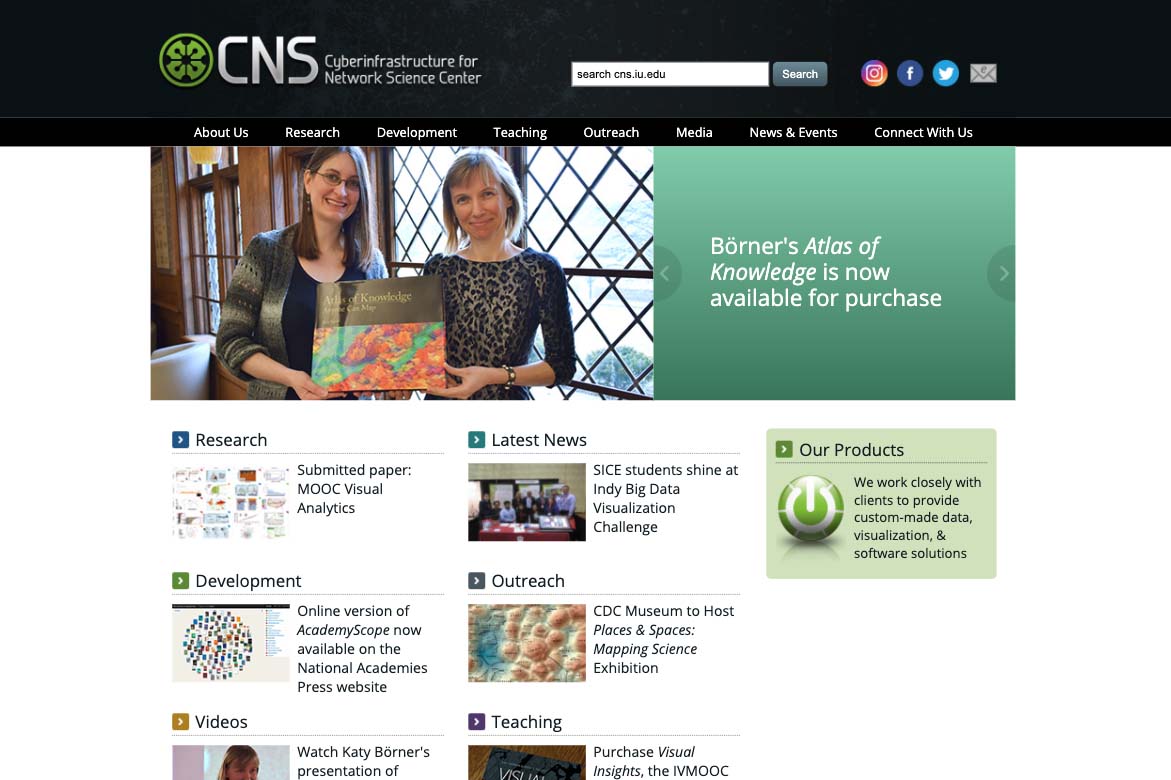 CNS Cyberinfrastructure for
Network Science Center
search cns.iu.edu
Search
About Us Research Development Teaching Outreach Media News & Events Connect With Us
Atlas of Knowledge
Anyone Can Map
Börner's Atlas of
Knowledge is now
available for purchase
Research
Submitted paper:
MOOC Visual
Analytics
Latest News
SICE students shine at
Indy Big Data
Visualization
Challenge
Our Products
We work closely with
clients to provide
custom-made data,
visualization, &
software solutions
Development
Online version of
AcademyScope now
available on the
National Academies
Press website
Outreach
CDC Museum to Host
Places & Spaces:
Mapping Science
Exhibition
Videos
Watch Katy Börner's
presentation of
Teaching
Purchase Visual
Insights, the IVMOOC